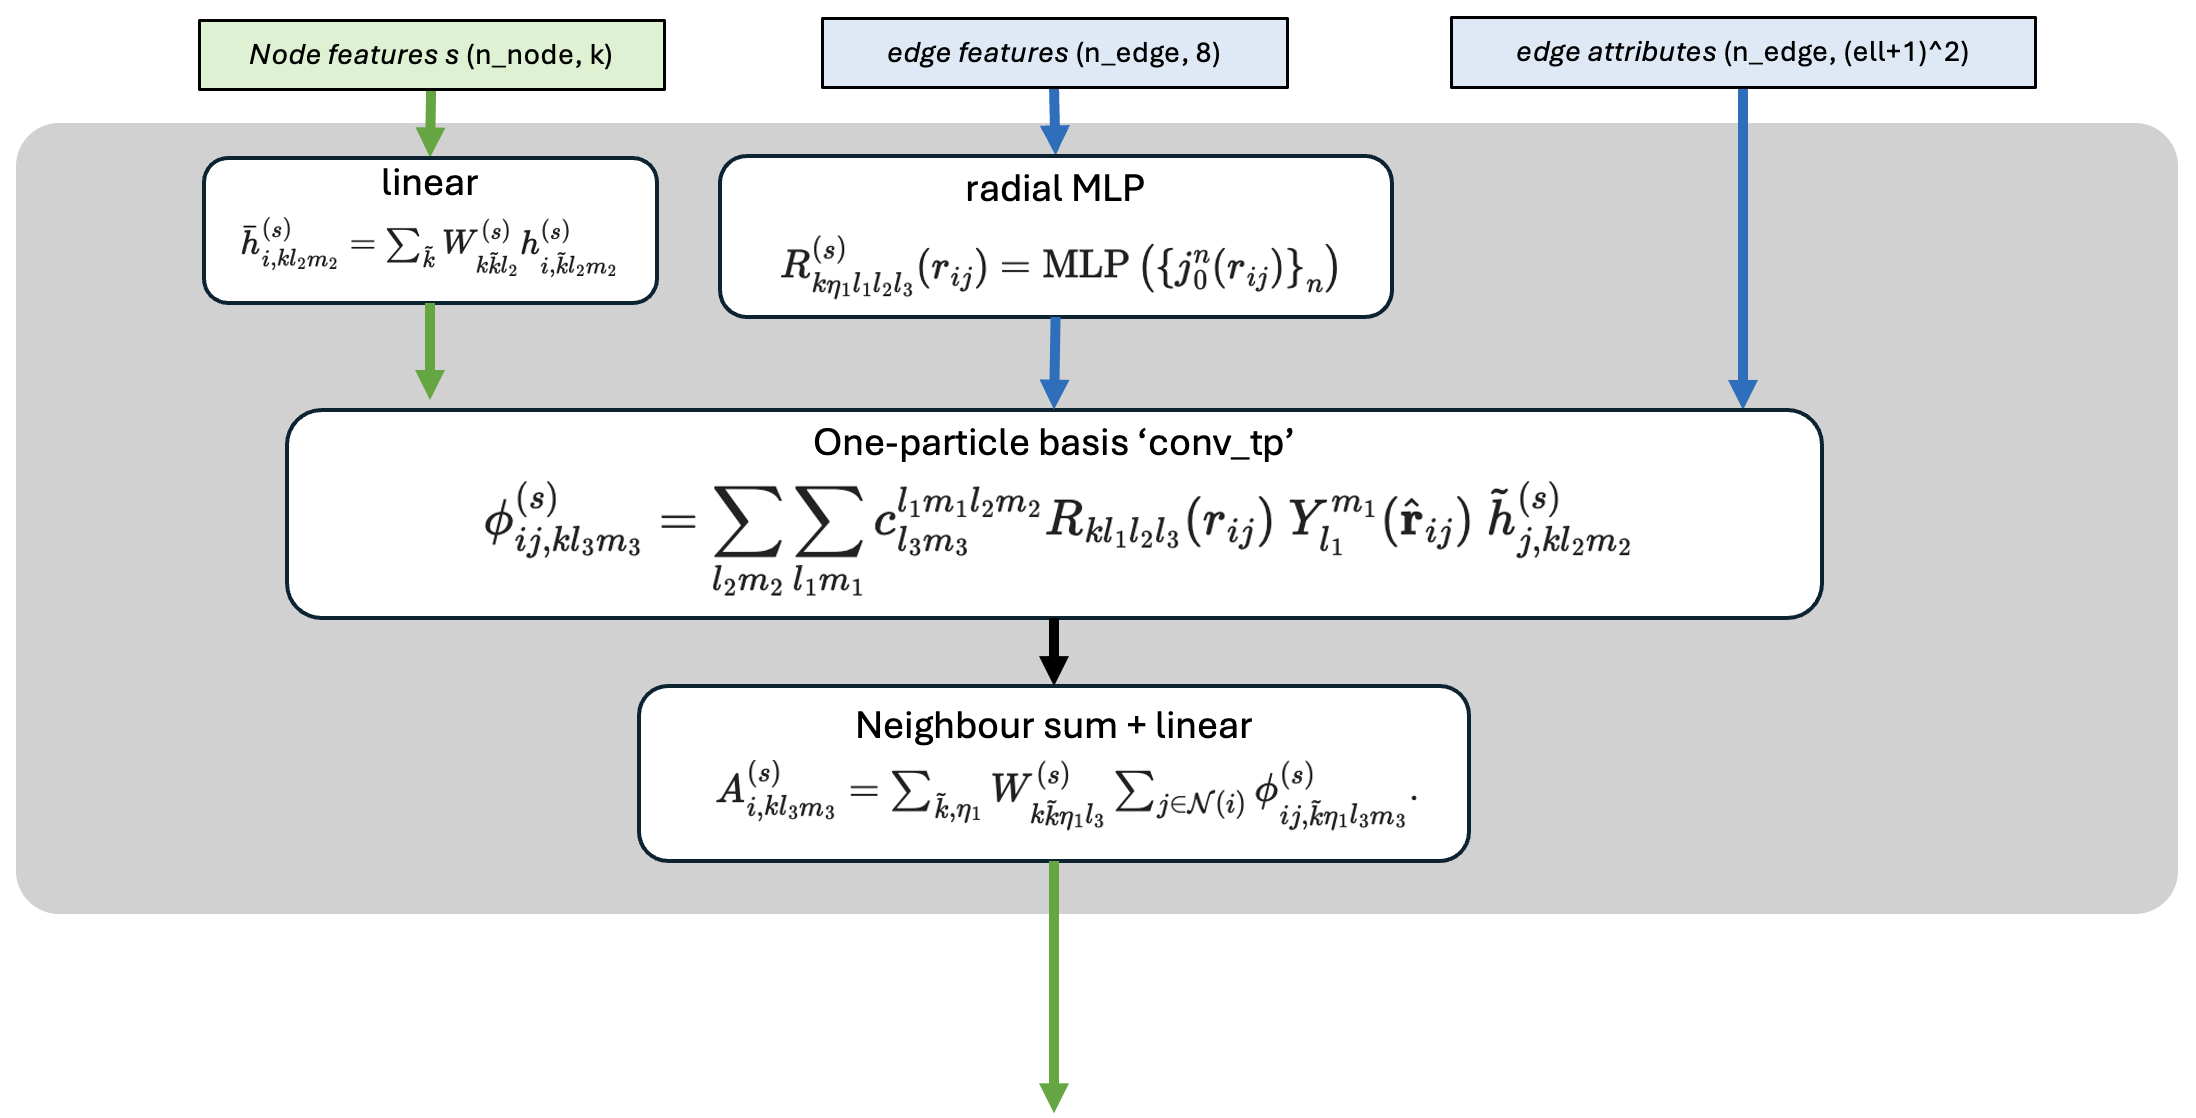 Node features s (n_node, k)
edge features (n_edge, 8)
edge attributes (n_edge, (ell+1)^2)
linear
$\bar{h}^{(s)}_{i,kl_2m_2} = \sum_{\tilde{k}} W^{(s)}_{k\tilde{k}l_2} h^{(s)}_{i,\tilde{k}l_2m_2}$
radial MLP
$R^{(s)}_{k\eta_1l_1l_2l_3}(r_{ij}) = \mathrm{MLP}\left(\{j_0^n(r_{ij})\}_n\right)$
One-particle basis ‘conv_tp’
$\phi^{(s)}_{ij,kl_3m_3} = \sum_{l_2m_2} \sum_{l_1m_1} c^{l_1m_1l_2m_2}_{l_3m_3} R_{kl_1l_2l_3}(r_{ij}) \, Y^{m_1}_{l_1}(\hat{\mathbf{r}}_{ij}) \, \tilde{h}^{(s)}_{j,kl_2m_2}$
Neighbour sum + linear
$A^{(s)}_{i,kl_3m_3} = \sum_{\tilde{k},\eta_1} W^{(s)}_{k\tilde{k}\eta_1l_3} \sum_{j\in\mathcal{N}(i)} \phi^{(s)}_{ij,\tilde{k}\eta_1l_3m_3}.$